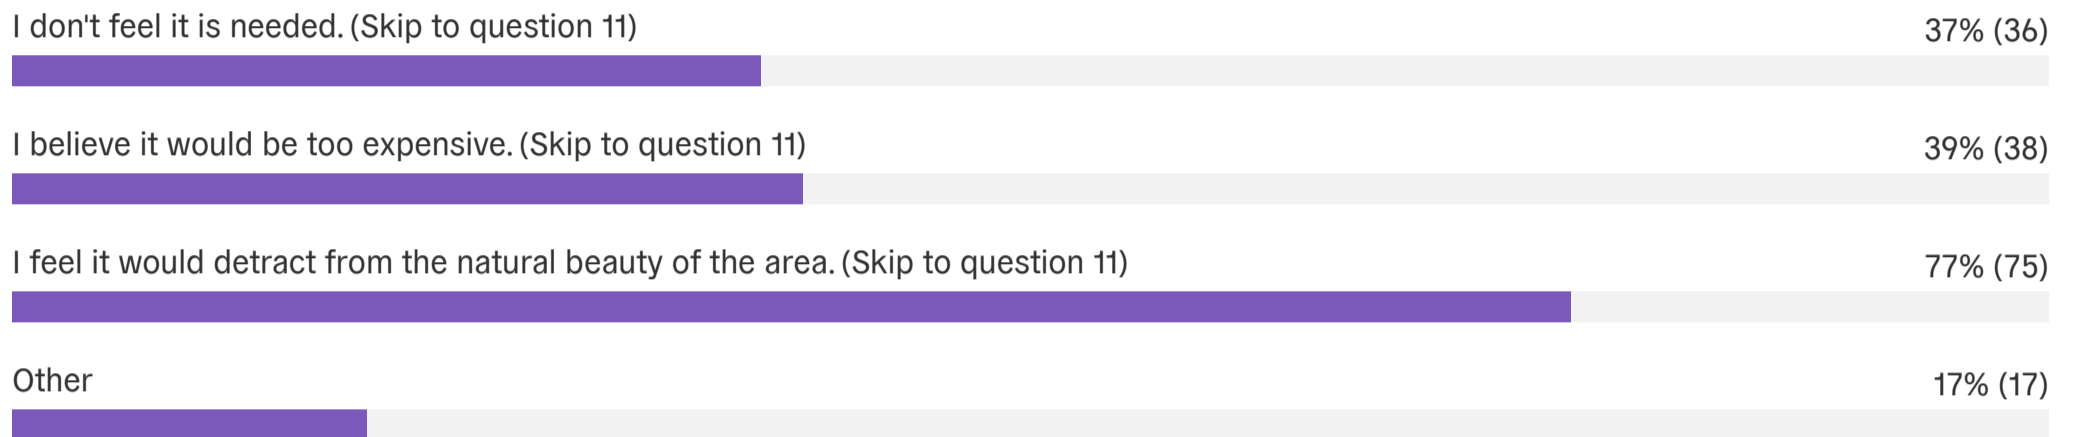 I don't feel it is needed. (Skip to question 11) 37% (36)
I believe it would be too expensive. (Skip to question 11) 39% (38)
I feel it would detract from the natural beauty of the area. (Skip to question 11) 77% (75)
Other 17% (17)